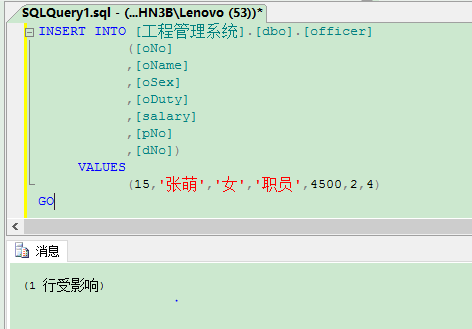 SQLQuery1.sql - (...HN3B\Lenovo (53))*
INSERT INTO [工程管理系统].[dbo].[officer]
([oNo]
,[oName]
,[oSex]
,[oDuty]
,[salary]
,[pNo]
,[dNo])
VALUES
(15,'张萌','女','职员',4500,2,4)
GO
消息
(1 行受影响)